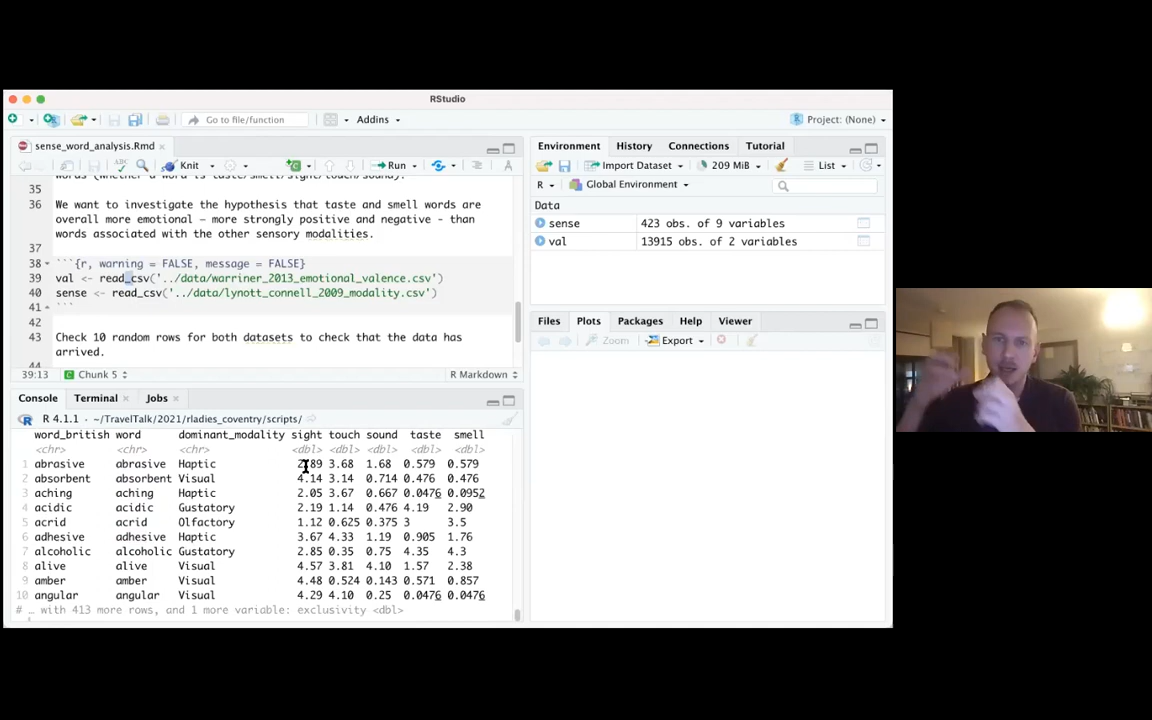 RStudio
Go to file/function
Addins
Project: (None)
sense_word_analysis.Rmd
Knit
Run
words (whether a word is taste/smell/sight/touch/sound).
35
36 We want to investigate the hypothesis that taste and smell words are
overall more emotional – more strongly positive and negative - than
words associated with the other sensory modalities.
37
38 ```{r, warning = FALSE, message = FALSE}
39 val <- read_csv('../data/warriner_2013_emotional_valence.csv')
40 sense <- read_csv('../data/lynott_connell_2009_modality.csv')
41 ```
42
43 Check 10 random rows for both datasets to check that the data has
arrived.
44
39:13 Chunk 5 R Markdown
Console Terminal Jobs
R 4.1.1 · ~/TravelTalk/2021/rladies_coventry/scripts/
word_british word dominant_modality sight touch sound taste smell
<chr> <chr> <chr> <dbl> <dbl> <dbl> <dbl> <dbl>
1 abrasive abrasive Haptic 2.89 3.68 1.68 0.579 0.579
2 absorbent absorbent Visual 4.14 3.14 0.714 0.476 0.476
3 aching aching Haptic 2.05 3.67 0.667 0.0476 0.0952
4 acidic acidic Gustatory 2.19 1.14 0.476 4.19 2.90
5 acrid acrid Olfactory 1.12 0.625 0.375 3 3.5
6 adhesive adhesive Haptic 3.67 4.33 1.19 0.905 1.76
7 alcoholic alcoholic Gustatory 2.85 0.35 0.75 4.35 4.3
8 alive alive Visual 4.57 3.81 4.10 1.57 2.38
9 amber amber Visual 4.48 0.524 0.143 0.571 0.857
10 angular angular Visual 4.29 4.10 0.25 0.0476 0.0476
# … with 413 more rows, and 1 more variable: exclusivity <dbl>
Environment History Connections Tutorial
Import Dataset 209 MiB List
R Global Environment
Data
sense 423 obs. of 9 variables
val 13915 obs. of 2 variables
Files Plots Packages Help Viewer
Zoom Export